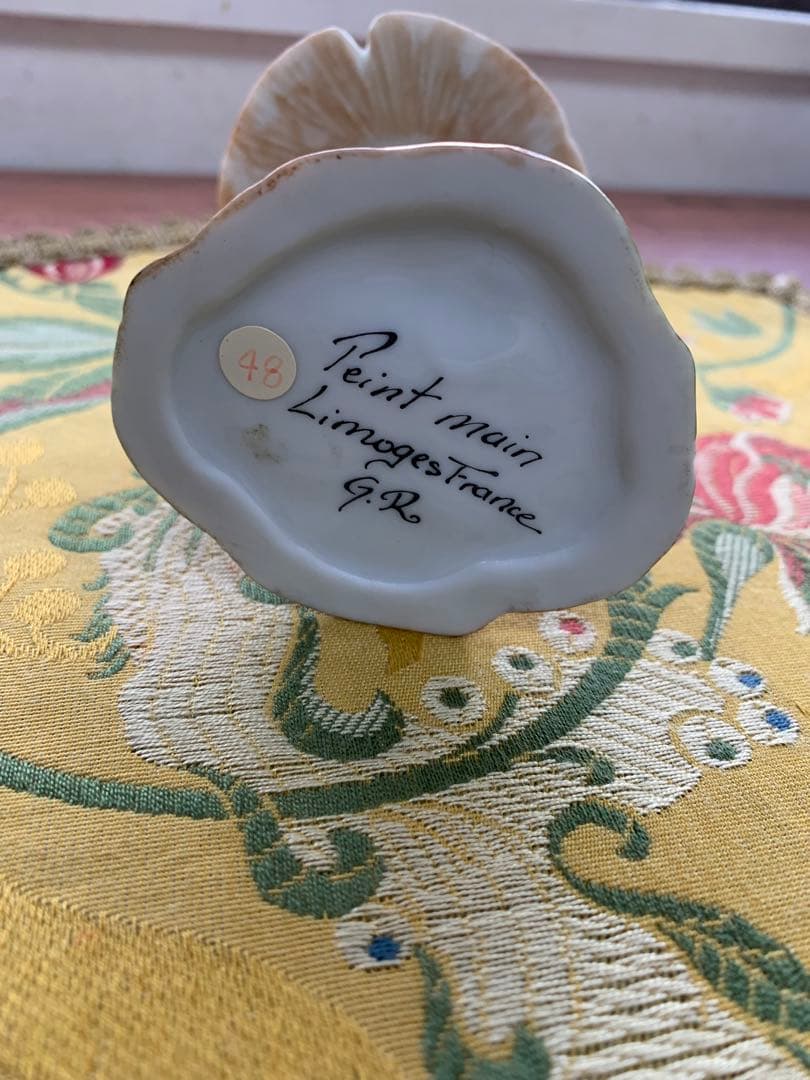 48
Peint main
Limoges France
G.R